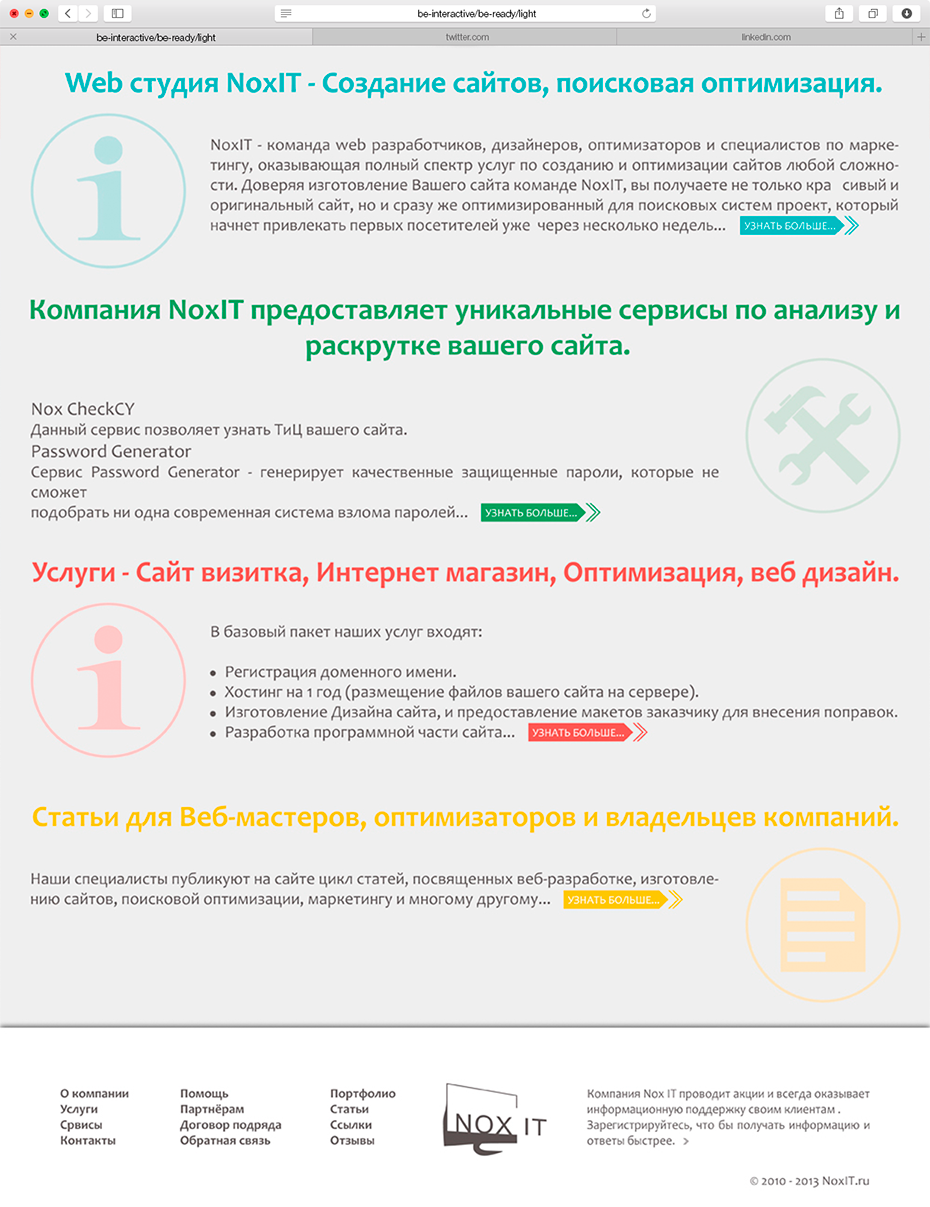 be-interactive/be-ready/light
be-interactive/be-ready/light
twitter.com
linkedin.com
Web студия NoxIT - Создание сайтов, поисковая оптимизация.
NoxIT - команда web разработчиков, дизайнеров, оптимизаторов и специалистов по марке-
тингу, оказывающая полный спектр услуг по созданию и оптимизации сайтов любой сложно-
сти. Доверяя изготовление Вашего сайта команде NoxIT, вы получаете не только кра сивый и
оригинальный сайт, но и сразу же оптимизированный для поисковых систем проект, который
начнет привлекать первых посетителей уже через несколько недель... УЗНАТЬ БОЛЬШЕ...
Компания NoxIT предоставляет уникальные сервисы по анализу и
раскрутке вашего сайта.
Nox CheckCY
Данный сервис позволяет узнать ТиЦ вашего сайта.
Password Generator
Сервис Password Generator - генерирует качественные защищенные пароли, которые не
сможет
подобрать ни одна современная система взлома паролей... УЗНАТЬ БОЛЬШЕ...
Услуги - Сайт визитка, Интернет магазин, Оптимизация, веб дизайн.
В базовый пакет наших услуг входят:
• Регистрация доменного имени.
• Хостинг на 1 год (размещение файлов вашего сайта на сервере).
• Изготовление Дизайна сайта, и предоставление макетов заказчику для внесения поправок.
• Разработка программной части сайта... УЗНАТЬ БОЛЬШЕ...
Статьи для Веб-мастеров, оптимизаторов и владельцев компаний.
Наши специалисты публикуют на сайте цикл статей, посвященных веб-разработке, изготовле-
нию сайтов, поисковой оптимизации, маркетингу и многому другому... УЗНАТЬ БОЛЬШЕ...
О компании
Услуги
Срвисы
Контакты
Помощь
Партнёрам
Договор подряда
Обратная связь
Портфолио
Статьи
Ссылки
Отзывы
NOX IT
Компания Nox IT проводит акции и всегда оказывает
информационную поддержку своим клиентам .
Зарегистрируйтесь, что бы получать информацию и
ответы быстрее. >
© 2010 - 2013 NoxIT.ru